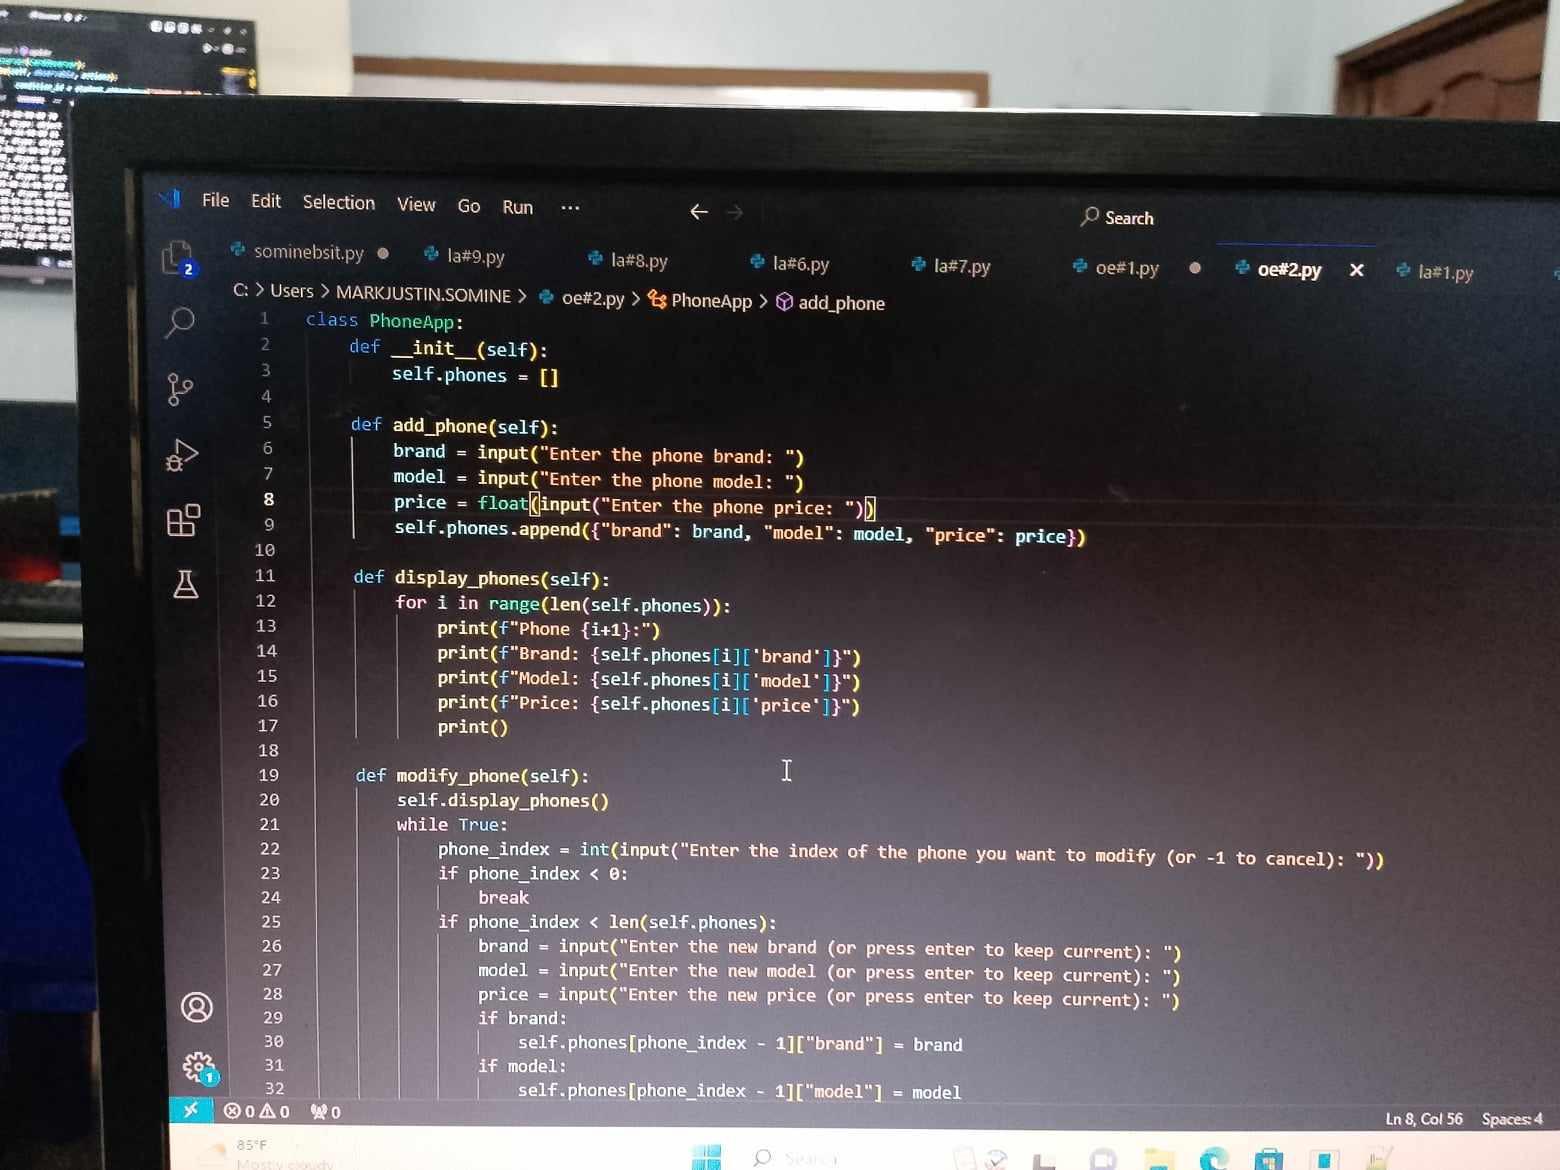 File Edit Selection View Go Run ··· ← → Search
2
sominebsit.py ● la#9.py la#8.py la#6.py la#7.py oe#1.py ● oe#2.py × la#1.py
C: > Users > MARKJUSTIN.SOMINE > oe#2.py > PhoneApp > add_phone
1 class PhoneApp:
2     def __init__(self):
3         self.phones = []
4
5     def add_phone(self):
6         brand = input("Enter the phone brand: ")
7         model = input("Enter the phone model: ")
8         price = float(input("Enter the phone price: "))
9         self.phones.append({"brand": brand, "model": model, "price": price})
10
11     def display_phones(self):
12         for i in range(len(self.phones)):
13             print(f"Phone {i+1}:")
14             print(f"Brand: {self.phones[i]['brand']}")
15             print(f"Model: {self.phones[i]['model']}")
16             print(f"Price: {self.phones[i]['price']}")
17             print()
18
19     def modify_phone(self):
20         self.display_phones()
21         while True:
22             phone_index = int(input("Enter the index of the phone you want to modify (or -1 to cancel): "))
23             if phone_index < 0:
24                 break
25             if phone_index < len(self.phones):
26                 brand = input("Enter the new brand (or press enter to keep current): ")
27                 model = input("Enter the new model (or press enter to keep current): ")
28                 price = input("Enter the new price (or press enter to keep current): ")
29                 if brand:
30                     self.phones[phone_index - 1]["brand"] = brand
31                 if model:
32                     self.phones[phone_index - 1]["model"] = model
1
0 0 0 Ln 8, Col 56 Spaces: 4
85°F
Mostly cloudy Search